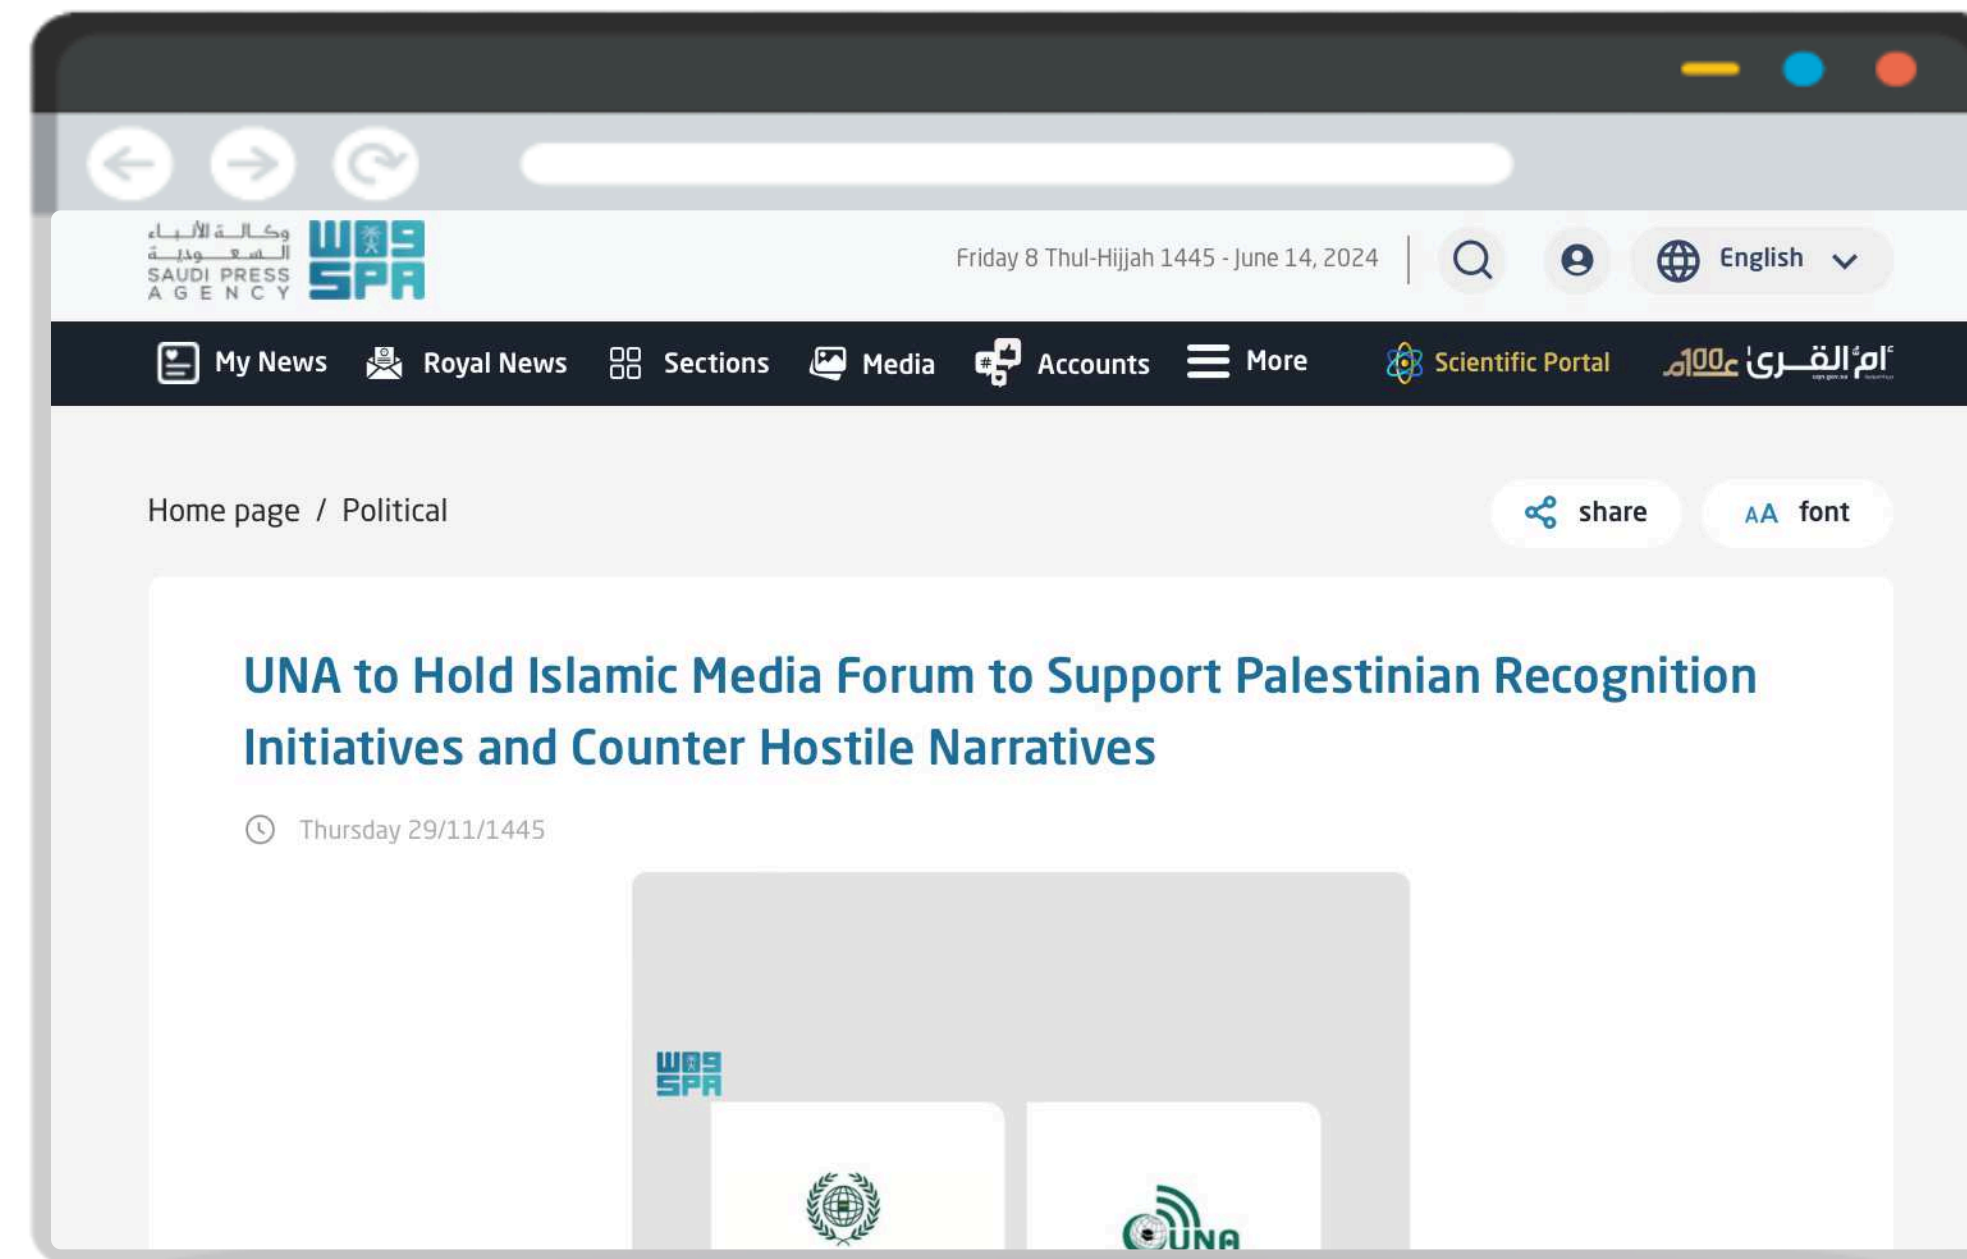 وكالة الأنباء
السعودية
SAUDI PRESS
AGENCY
واس
SPA
Friday 8 Thul-Hijjah 1445 - June 14, 2024
English
My News
Royal News
Sections
Media
Accounts
More
Scientific Portal
أم القرى 100عام
Home page / Political
share
AA font
UNA to Hold Islamic Media Forum to Support Palestinian Recognition
Initiatives and Counter Hostile Narratives
Thursday 29/11/1445
واس
SPA
UNA